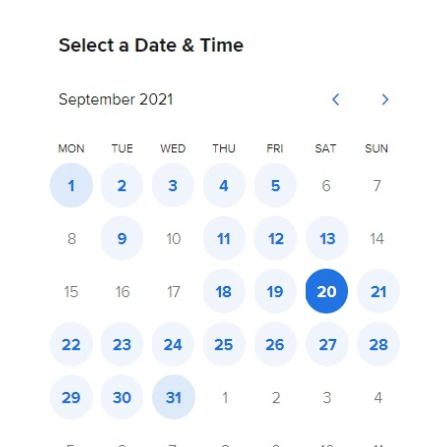 Select a Date & Time
September 2021
MON TUE WED THU FRI SAT SUN
1 2 3 4 5 6 7
8 9 10 11 12 13 14
15 16 17 18 19 20 21
22 23 24 25 26 27 28
29 30 31 1 2 3 4